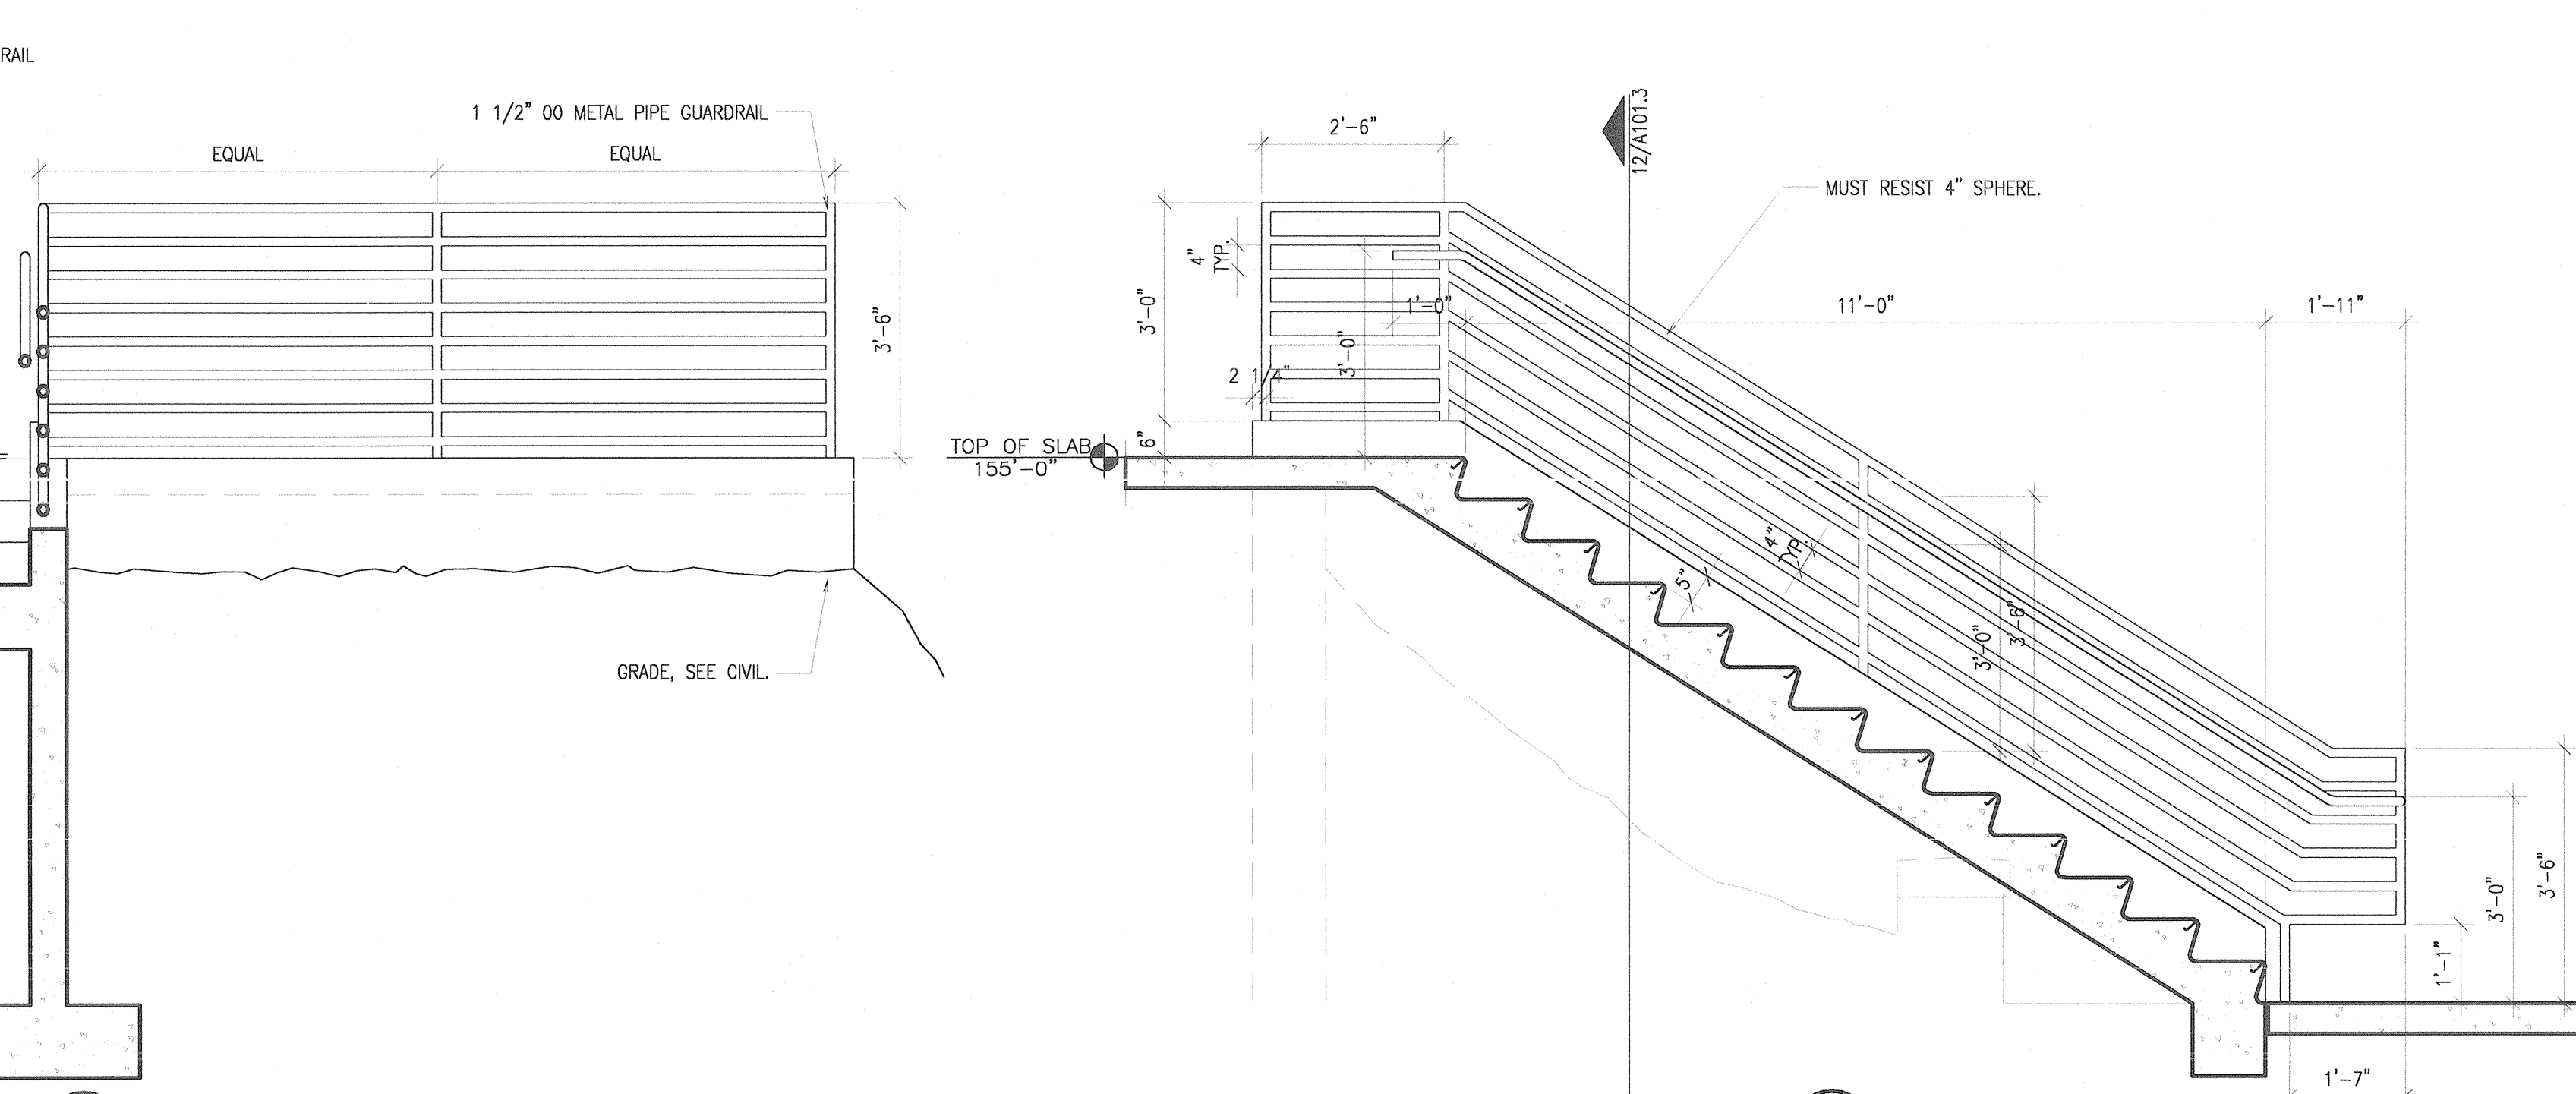 RAIL
1 1/2" OO METAL PIPE GUARDRAIL
EQUAL
EQUAL
3'-6"
GRADE, SEE CIVIL.
TOP OF SLAB
155'-0"
2'-6"
12/A101.3
MUST RESIST 4" SPHERE.
4"
TYP.
3'-0"
1'-0"
11'-0"
1'-11"
3'-0"
2 1/4"
6"
4"
TYP.
5"
3'-0"
3'-6"
1'-1"
3'-0"
3'-6"
1'-7"